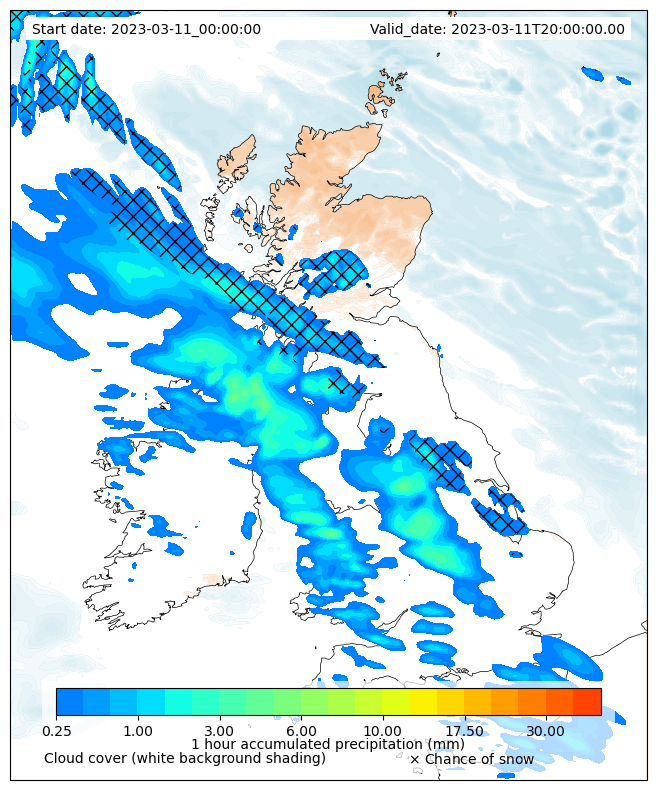 Start date: 2023-03-11_00:00:00 Valid_date: 2023-03-11T20:00:00.00
0.25 1.00 3.00 6.00 10.00 17.50 30.00
1 hour accumulated precipitation (mm)
Cloud cover (white background shading) × Chance of snow